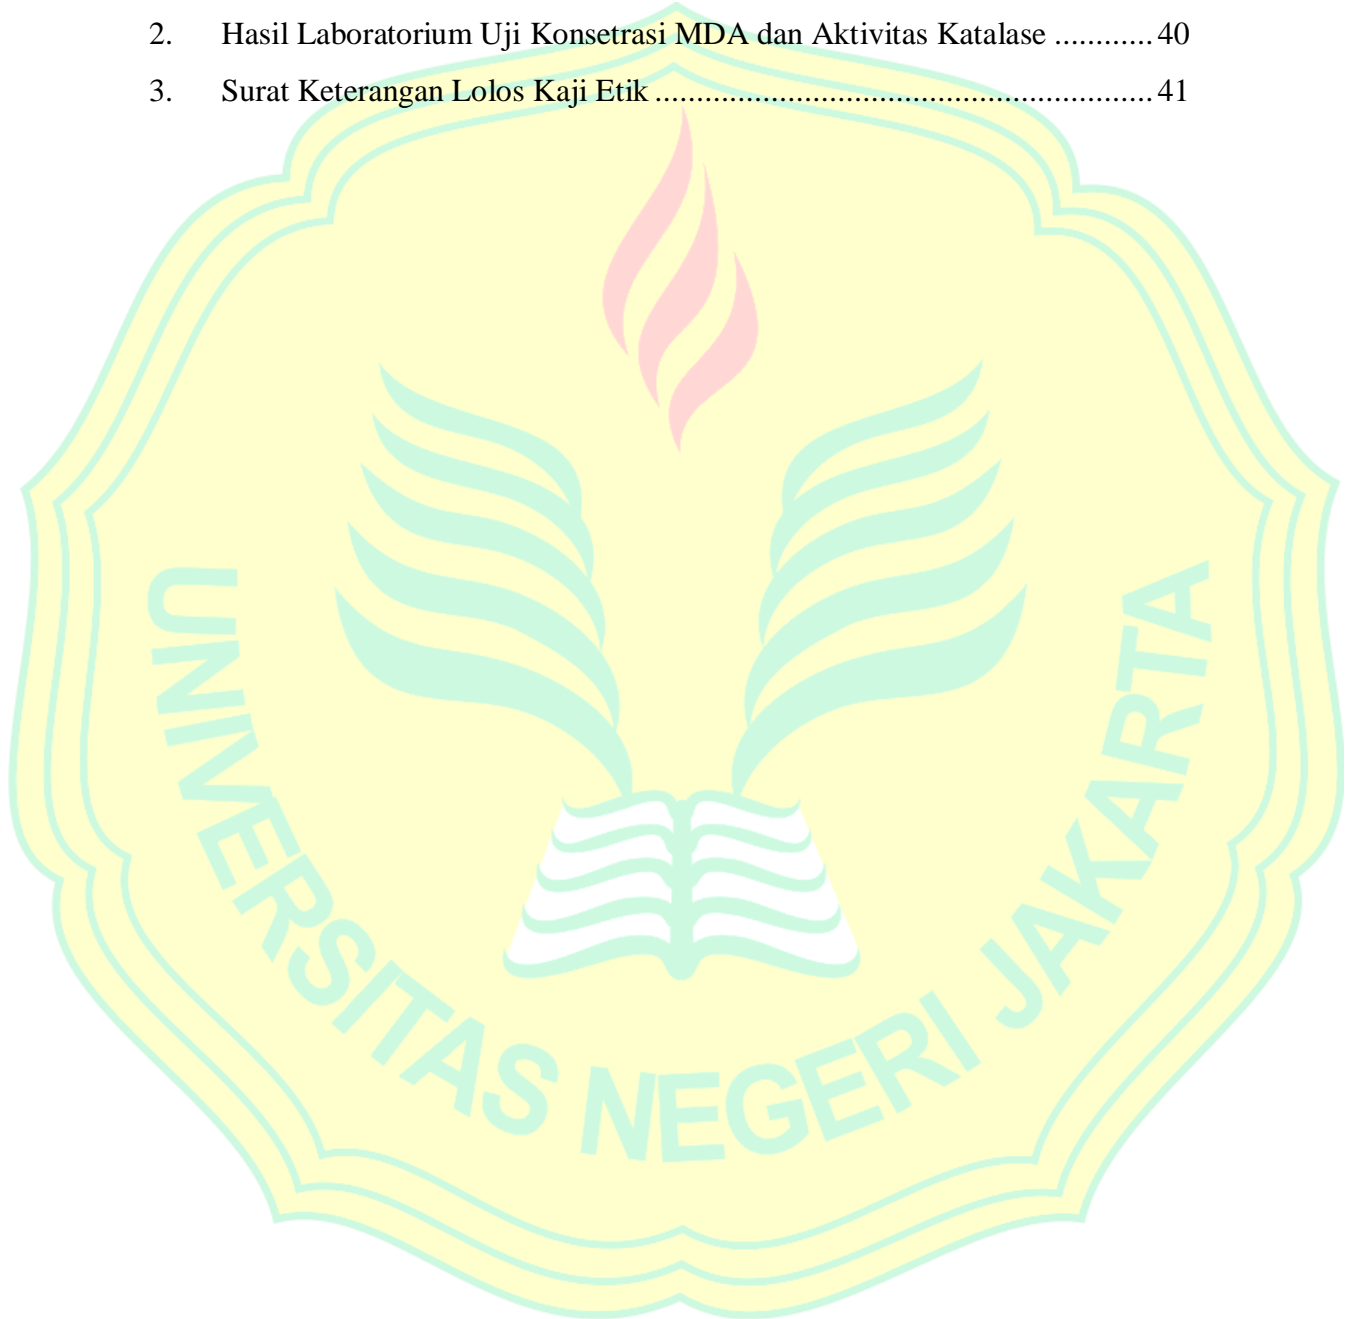 2. Hasil Laboratorium Uji Konsetrasi MDA dan Aktivitas Katalase ............ 40
3. Surat Keterangan Lolos Kaji Etik ............................................................. 41
UNIVERSITAS NEGERI JAKARTA